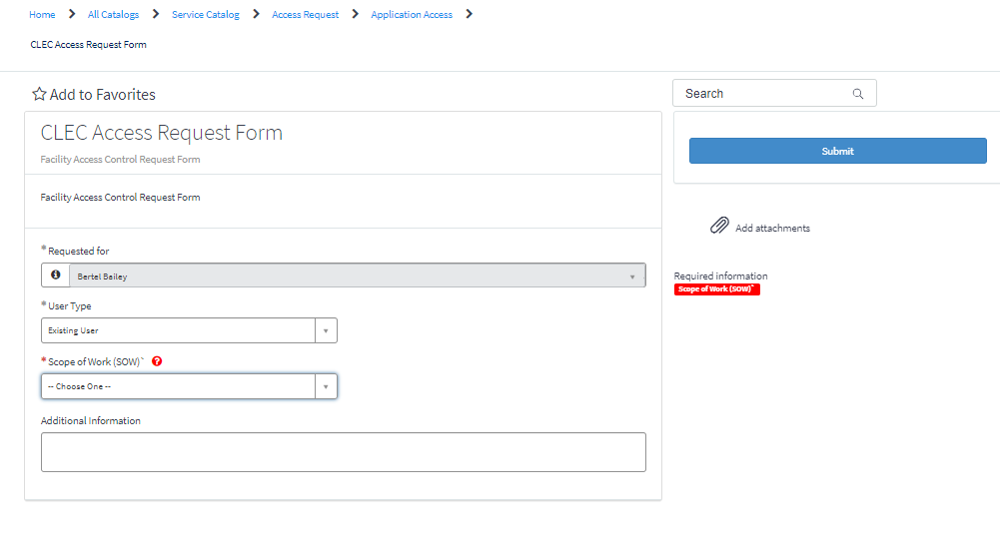 Home > All Catalogs > Service Catalog > Access Request > Application Access >
CLEC Access Request Form
Add to Favorites
Search
CLEC Access Request Form
Facility Access Control Request Form
Submit
Facility Access Control Request Form
Add attachments
* Requested for
Bertel Bailey
Required information
Scope of Work (SOW)`
* User Type
Existing User
* Scope of Work (SOW)` ?
-- Choose One --
Additional Information